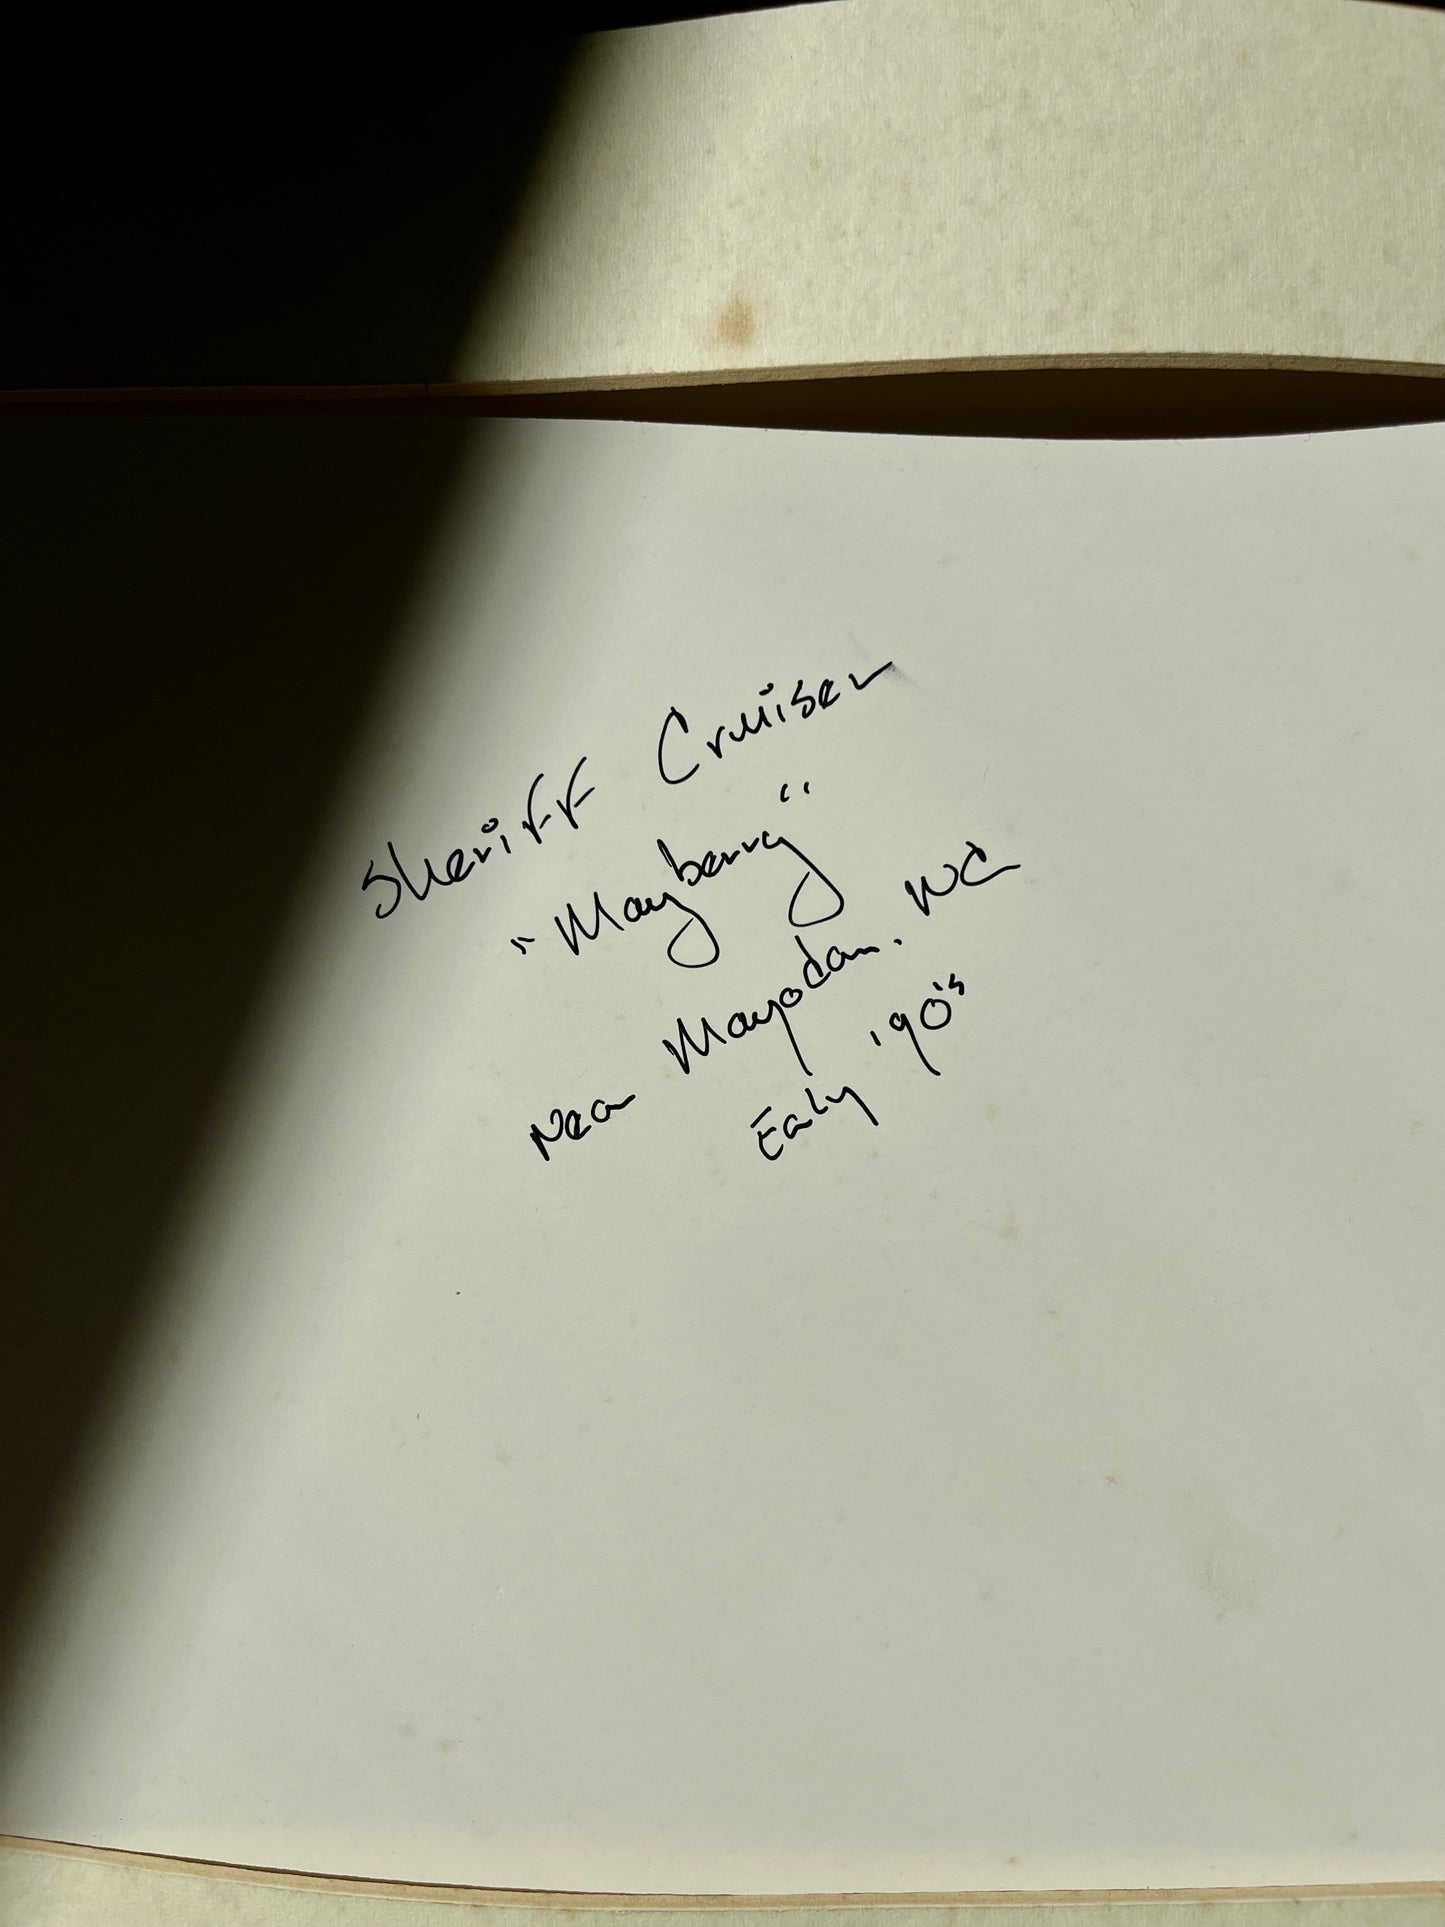 Sheriff Cruiser
"Mayberry"
Near Mayodan. NC
Early '90's